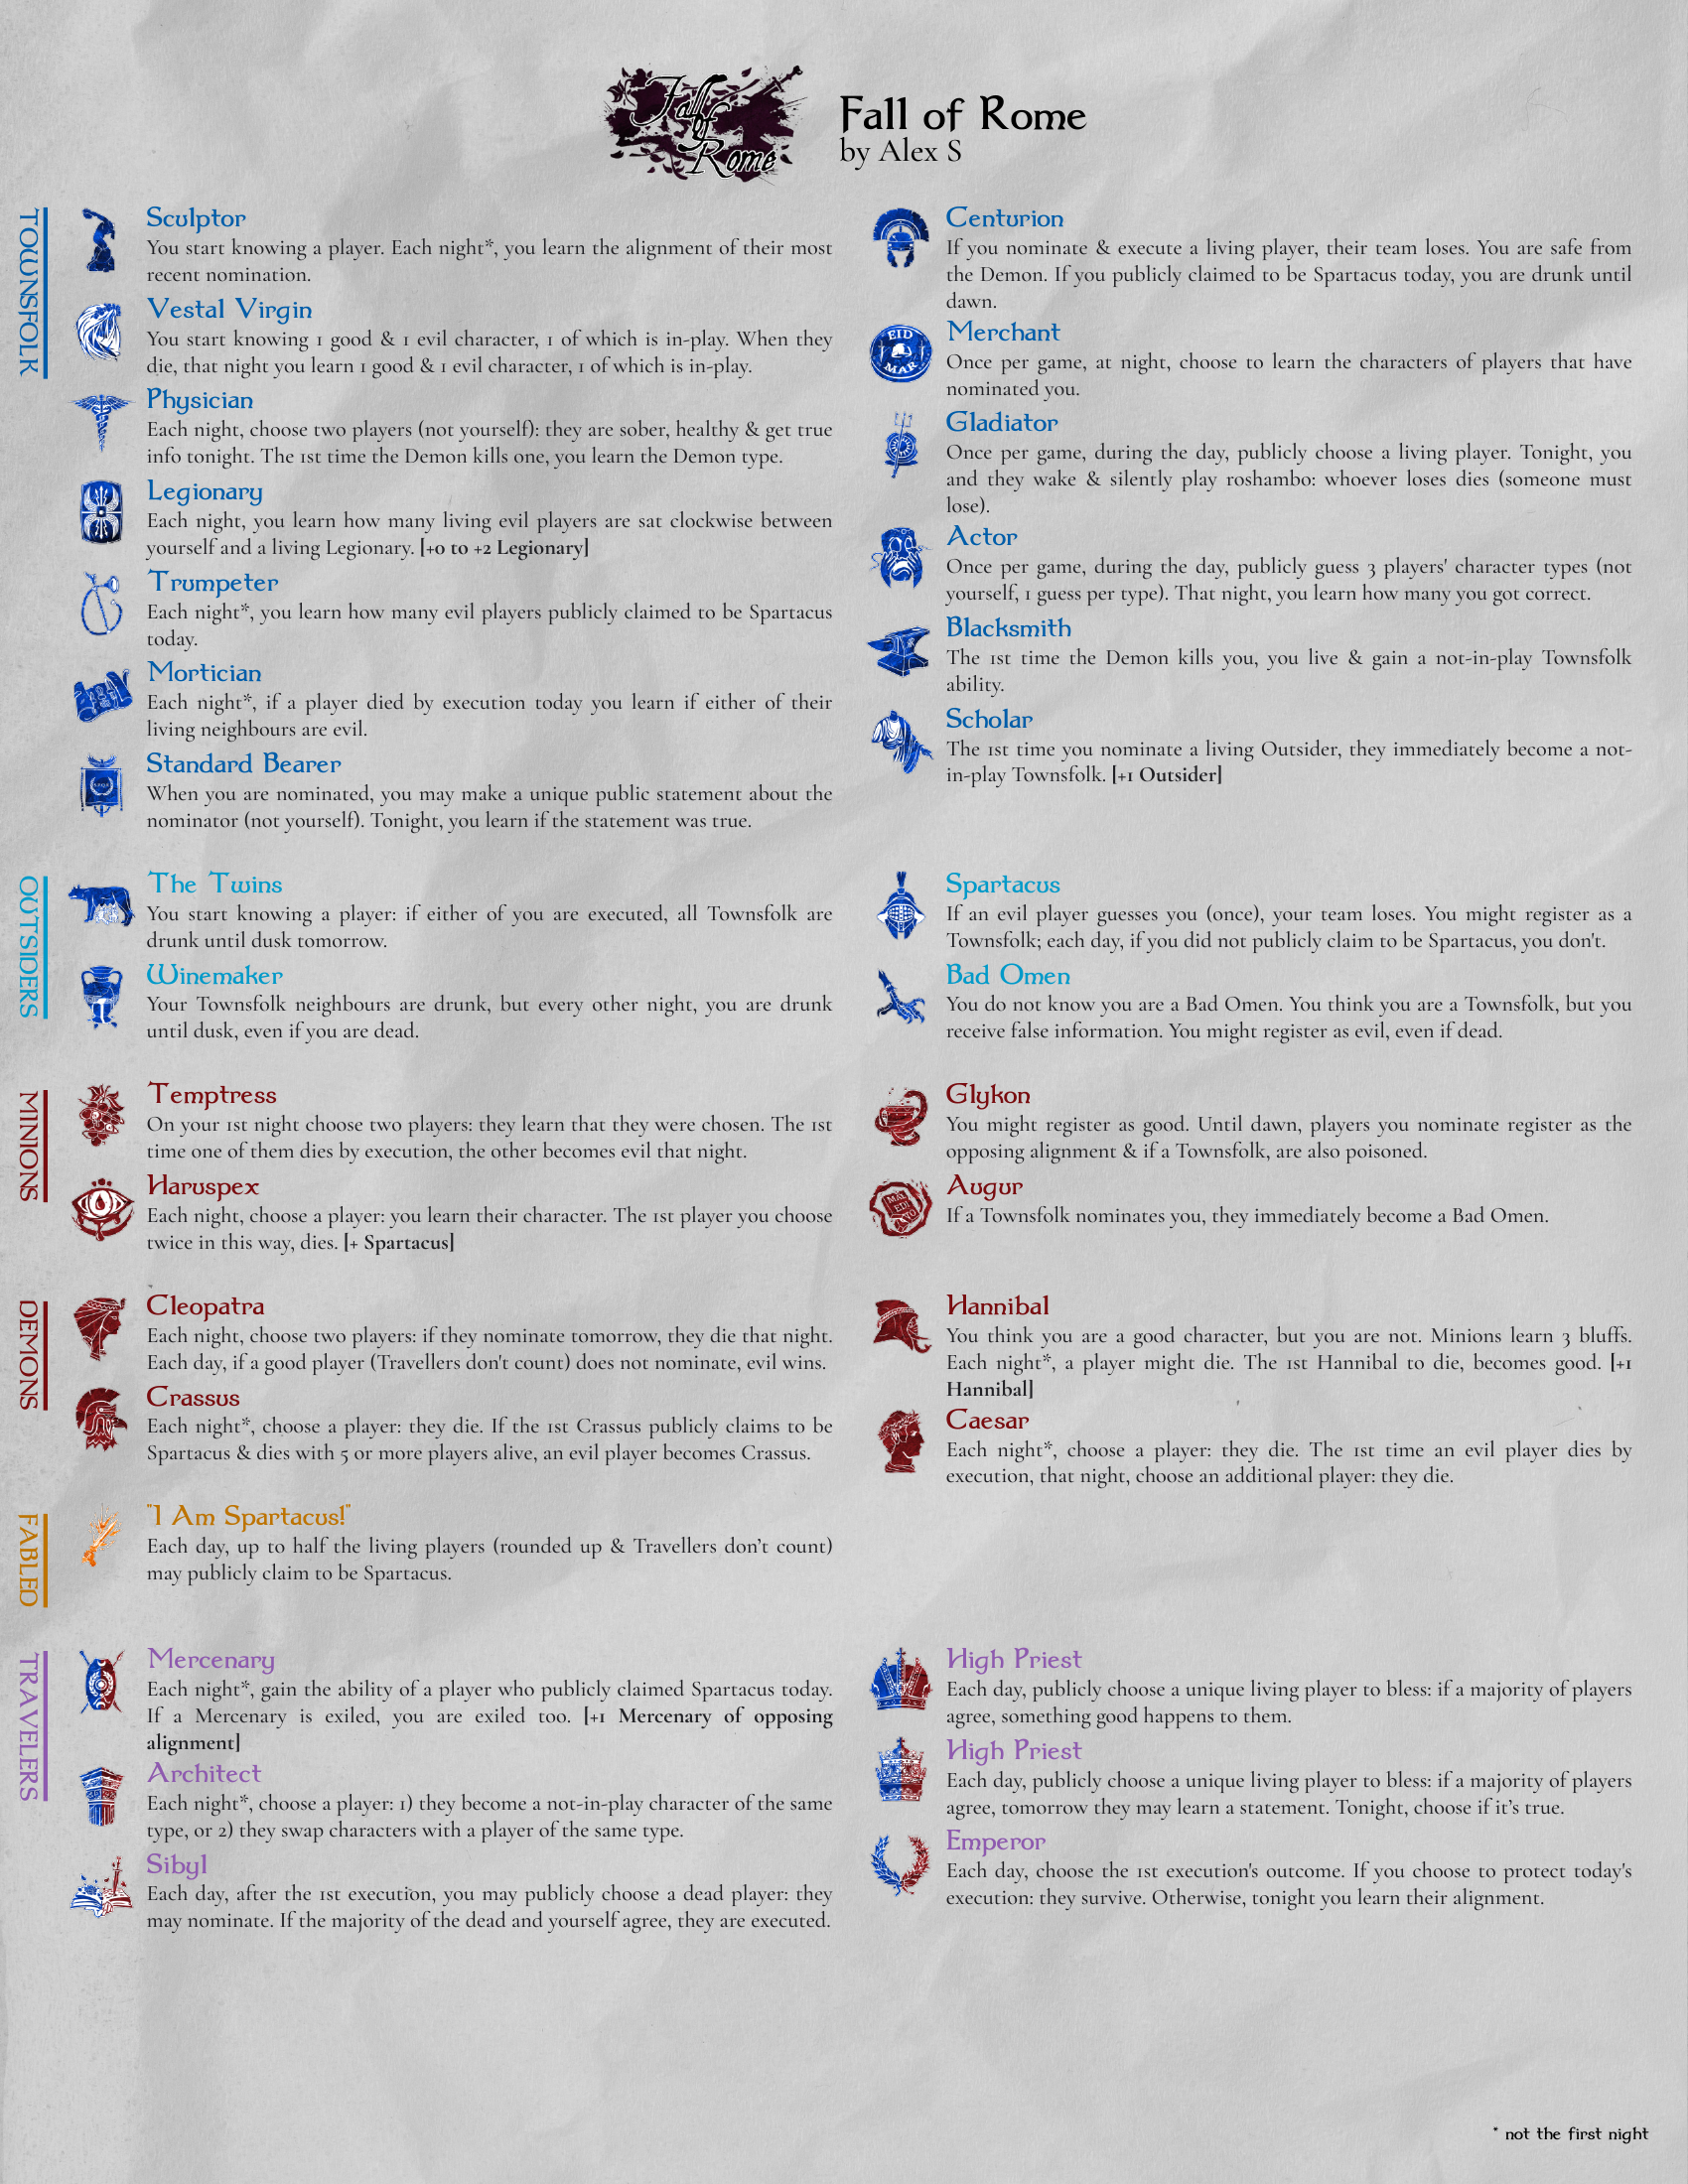 Fall of Rome
Fall of Rome
by Alex S
TOWNSFOLK
Sculptor
You start knowing a player. Each night*, you learn the alignment of their most
recent nomination.
Vestal Virgin
You start knowing 1 good & 1 evil character, 1 of which is in-play. When they
die, that night you learn 1 good & 1 evil character, 1 of which is in-play.
Physician
Each night, choose two players (not yourself): they are sober, healthy & get true
info tonight. The 1st time the Demon kills one, you learn the Demon type.
Legionary
Each night, you learn how many living evil players are sat clockwise between
yourself and a living Legionary. [+0 to +2 Legionary]
Trumpeter
Each night*, you learn how many evil players publicly claimed to be Spartacus
today.
Mortician
Each night*, if a player died by execution today you learn if either of their
living neighbours are evil.
Standard Bearer
When you are nominated, you may make a unique public statement about the
nominator (not yourself). Tonight, you learn if the statement was true.
Centurion
If you nominate & execute a living player, their team loses. You are safe from
the Demon. If you publicly claimed to be Spartacus today, you are drunk until
dawn.
EID
MAR
Merchant
Once per game, at night, choose to learn the characters of players that have
nominated you.
Gladiator
Once per game, during the day, publicly choose a living player. Tonight, you
and they wake & silently play roshambo: whoever loses dies (someone must
lose).
Actor
Once per game, during the day, publicly guess 3 players' character types (not
yourself, 1 guess per type). That night, you learn how many you got correct.
Blacksmith
The 1st time the Demon kills you, you live & gain a not-in-play Townsfolk
ability.
Scholar
The 1st time you nominate a living Outsider, they immediately become a not-
in-play Townsfolk. [+1 Outsider]
OUTSIDERS
The Twins
You start knowing a player: if either of you are executed, all Townsfolk are
drunk until dusk tomorrow.
Winemaker
Your Townsfolk neighbours are drunk, but every other night, you are drunk
until dusk, even if you are dead.
Spartacus
If an evil player guesses you (once), your team loses. You might register as a
Townsfolk; each day, if you did not publicly claim to be Spartacus, you don't.
Bad Omen
You do not know you are a Bad Omen. You think you are a Townsfolk, but you
receive false information. You might register as evil, even if dead.
MINIONS
Temptress
On your 1st night choose two players: they learn that they were chosen. The 1st
time one of them dies by execution, the other becomes evil that night.
Haruspex
Each night, choose a player: you learn their character. The 1st player you choose
twice in this way, dies. [+ Spartacus]
Glykon
You might register as good. Until dawn, players you nominate register as the
opposing alignment & if a Townsfolk, are also poisoned.
Augur
If a Townsfolk nominates you, they immediately become a Bad Omen.
DEMONS
Cleopatra
Each night, choose two players: if they nominate tomorrow, they die that night.
Each day, if a good player (Travellers don't count) does not nominate, evil wins.
Crassus
Each night*, choose a player: they die. If the 1st Crassus publicly claims to be
Spartacus & dies with 5 or more players alive, an evil player becomes Crassus.
Hannibal
You think you are a good character, but you are not. Minions learn 3 bluffs.
Each night*, a player might die. The 1st Hannibal to die, becomes good. [+1
Hannibal]
Caesar
Each night*, choose a player: they die. The 1st time an evil player dies by
execution, that night, choose an additional player: they die.
FABLED
"I Am Spartacus!"
Each day, up to half the living players (rounded up & Travellers don't count)
may publicly claim to be Spartacus.
TRAVELERS
Mercenary
Each night*, gain the ability of a player who publicly claimed Spartacus today.
If a Mercenary is exiled, you are exiled too. [+1 Mercenary of opposing
alignment]
Architect
Each night*, choose a player: 1) they become a not-in-play character of the same
type, or 2) they swap characters with a player of the same type.
Sibyl
Each day, after the 1st execution, you may publicly choose a dead player: they
may nominate. If the majority of the dead and yourself agree, they are executed.
High Priest
Each day, publicly choose a unique living player to bless: if a majority of players
agree, something good happens to them.
High Priest
Each day, publicly choose a unique living player to bless: if a majority of players
agree, tomorrow they may learn a statement. Tonight, choose if it's true.
Emperor
Each day, choose the 1st execution's outcome. If you choose to protect today's
execution: they survive. Otherwise, tonight you learn their alignment.
* not the first night